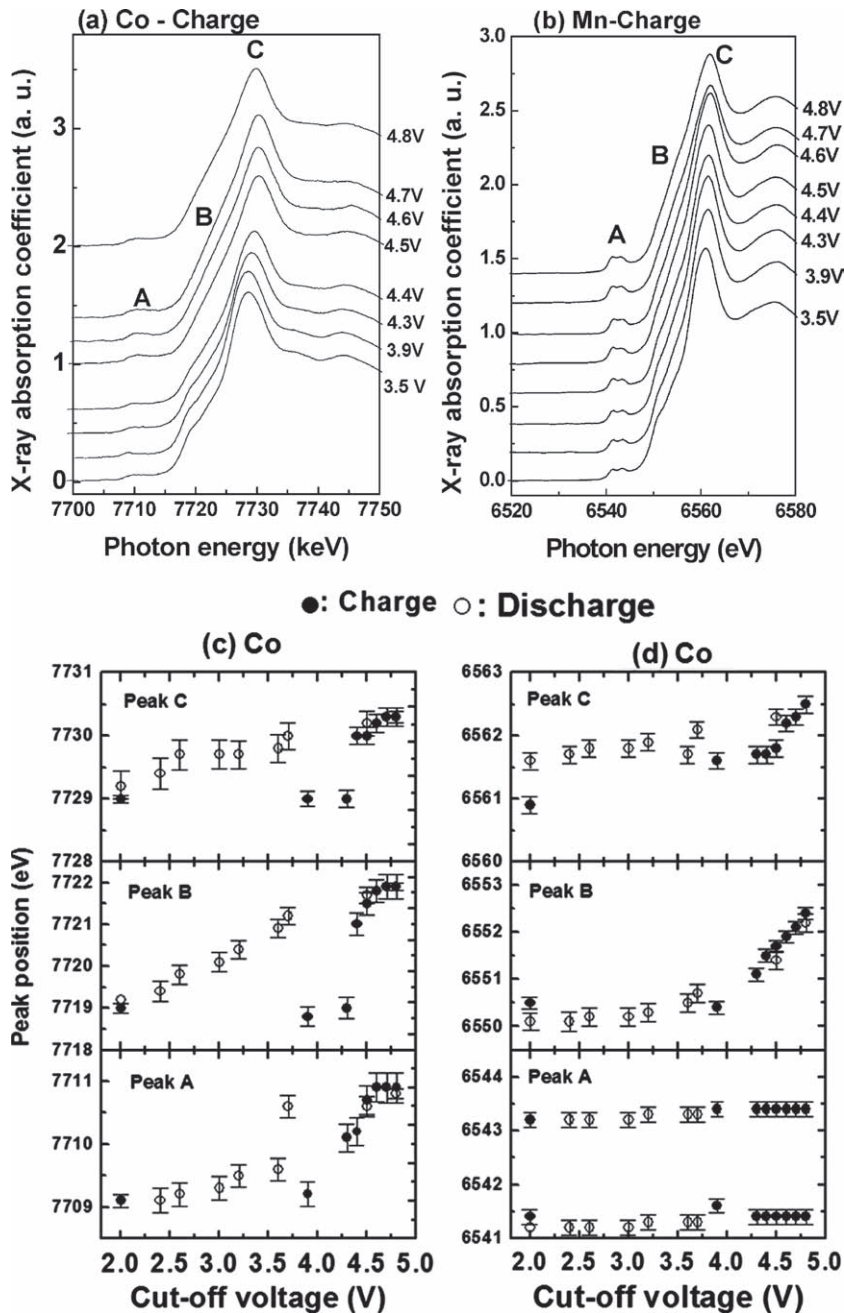 (a) Co - Charge
C
X-ray absorption coefficient (a. u.)
3
2
1
0
B
A
4.8V
4.7V
4.6V
4.5V
4.4V
4.3V
3.9V
3.5 V
7700 7710 7720 7730 7740 7750
Photon energy (keV)
(b) Mn-Charge
C
X-ray absorption coefficient (a. u.)
3.0
2.5
2.0
1.5
1.0
0.5
0.0
B
A
4.8V
4.7V
4.6V
4.5V
4.4V
4.3V
3.9V
3.5V
6520 6540 6560 6580
Photon energy (eV)
●: Charge ○: Discharge
(c) Co
Peak position (eV)
7731
7730
7729
7728
Peak C
7722
7721
7720
7719
7718
Peak B
7711
7710
7709
Peak A
2.0 2.5 3.0 3.5 4.0 4.5 5.0
Cut-off voltage (V)
(d) Co
6563
6562
6561
6560
Peak C
6553
6552
6551
6550
Peak B
6544
6543
6542
6541
Peak A
2.0 2.5 3.0 3.5 4.0 4.5 5.0
Cut-off voltage (V)